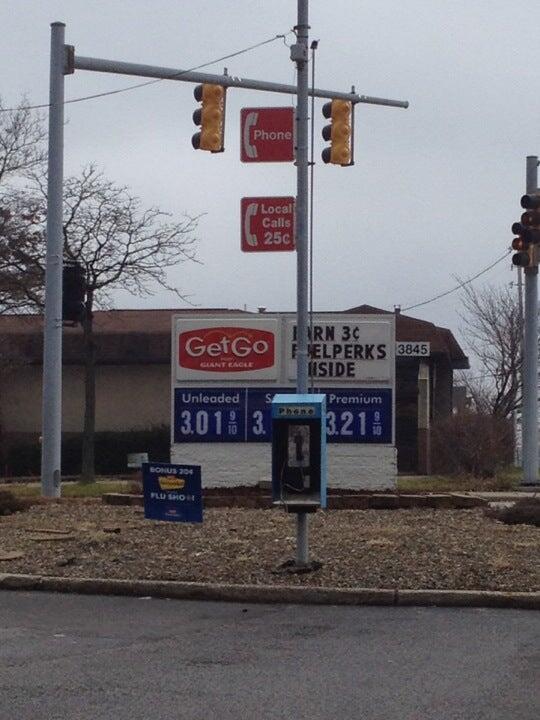 Phone
Local
Calls
25¢
GetGo
GIANT EAGLE
EARN 3¢
FUELPERKS
INSIDE
3845
Unleaded
Premium
3.01 9/10
3.
3.21 9/10
Phone
BONUS 20¢
FLU SHOT